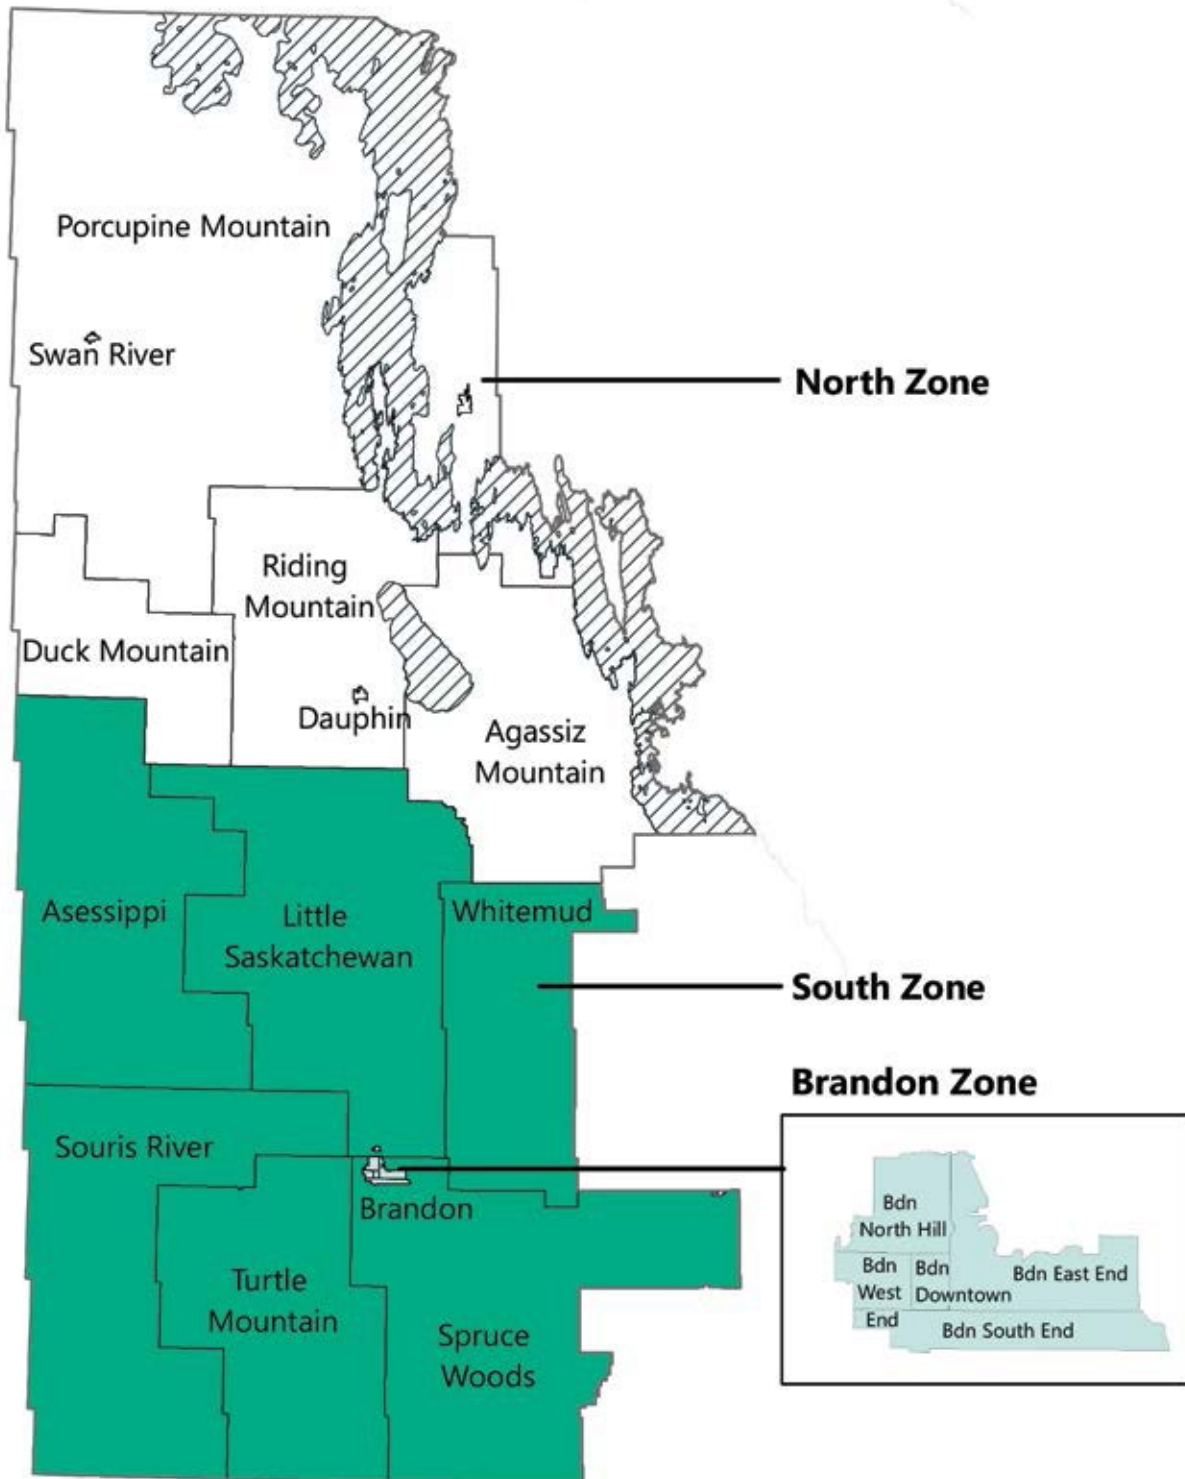 Porcupine Mountain
Swan River
North Zone
Riding
Mountain
Duck Mountain
Dauphin
Agassiz
Mountain
Asessippi
Little
Saskatchewan
Whitemud
South Zone
Brandon Zone
Souris River
Brandon
Turtle
Mountain
Spruce
Woods
Bdn
North Hill
Bdn
West
End
Bdn
Downtown
Bdn East End
Bdn South End